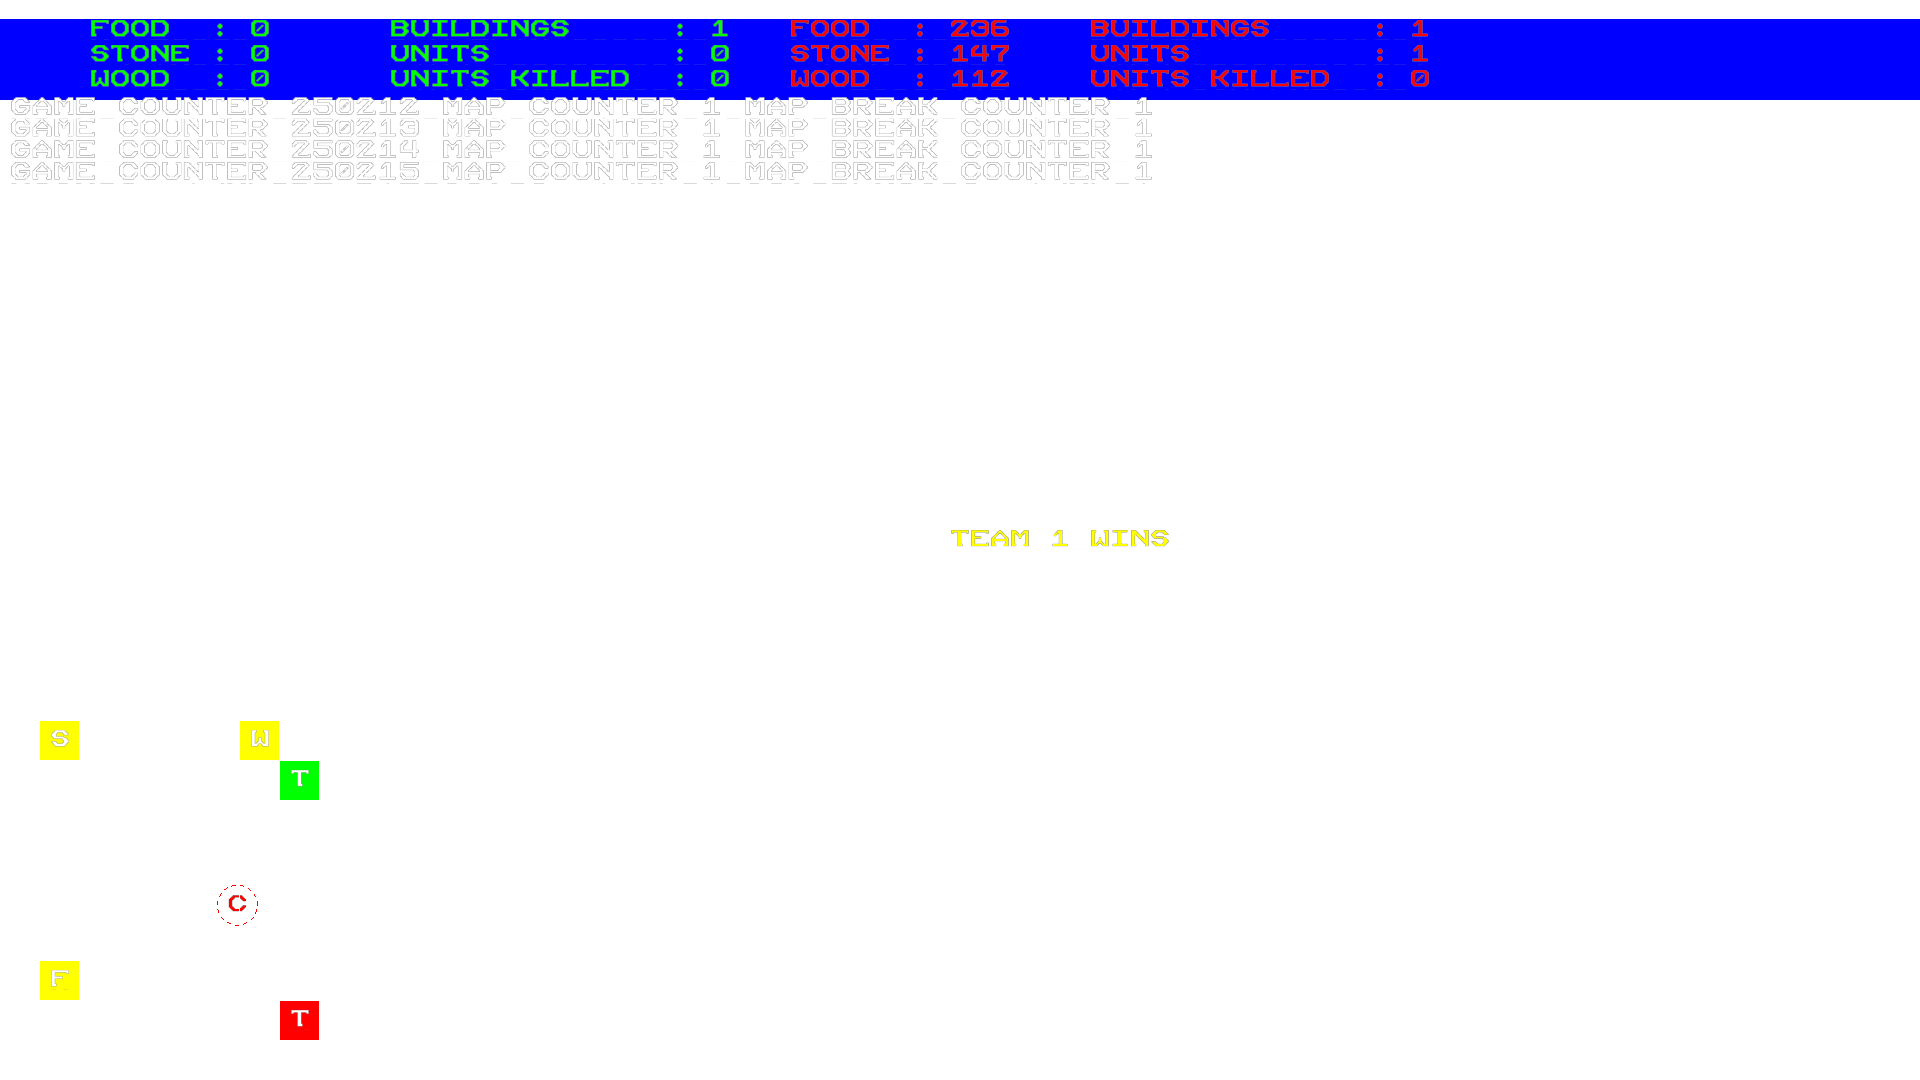 FOOD : 0 BUILDINGS : 1 FOOD : 236 BUILDINGS : 1
STONE : 0 UNITS : 0 STONE : 147 UNITS : 1
WOOD : 0 UNITS KILLED : 0 WOOD : 112 UNITS KILLED : 0
GAME COUNTER 250212 MAP COUNTER 1 MAP BREAK COUNTER 1
GAME COUNTER 250213 MAP COUNTER 1 MAP BREAK COUNTER 1
GAME COUNTER 250214 MAP COUNTER 1 MAP BREAK COUNTER 1
GAME COUNTER 250215 MAP COUNTER 1 MAP BREAK COUNTER 1
TEAM 1 WINS
S W
T
C
F
T